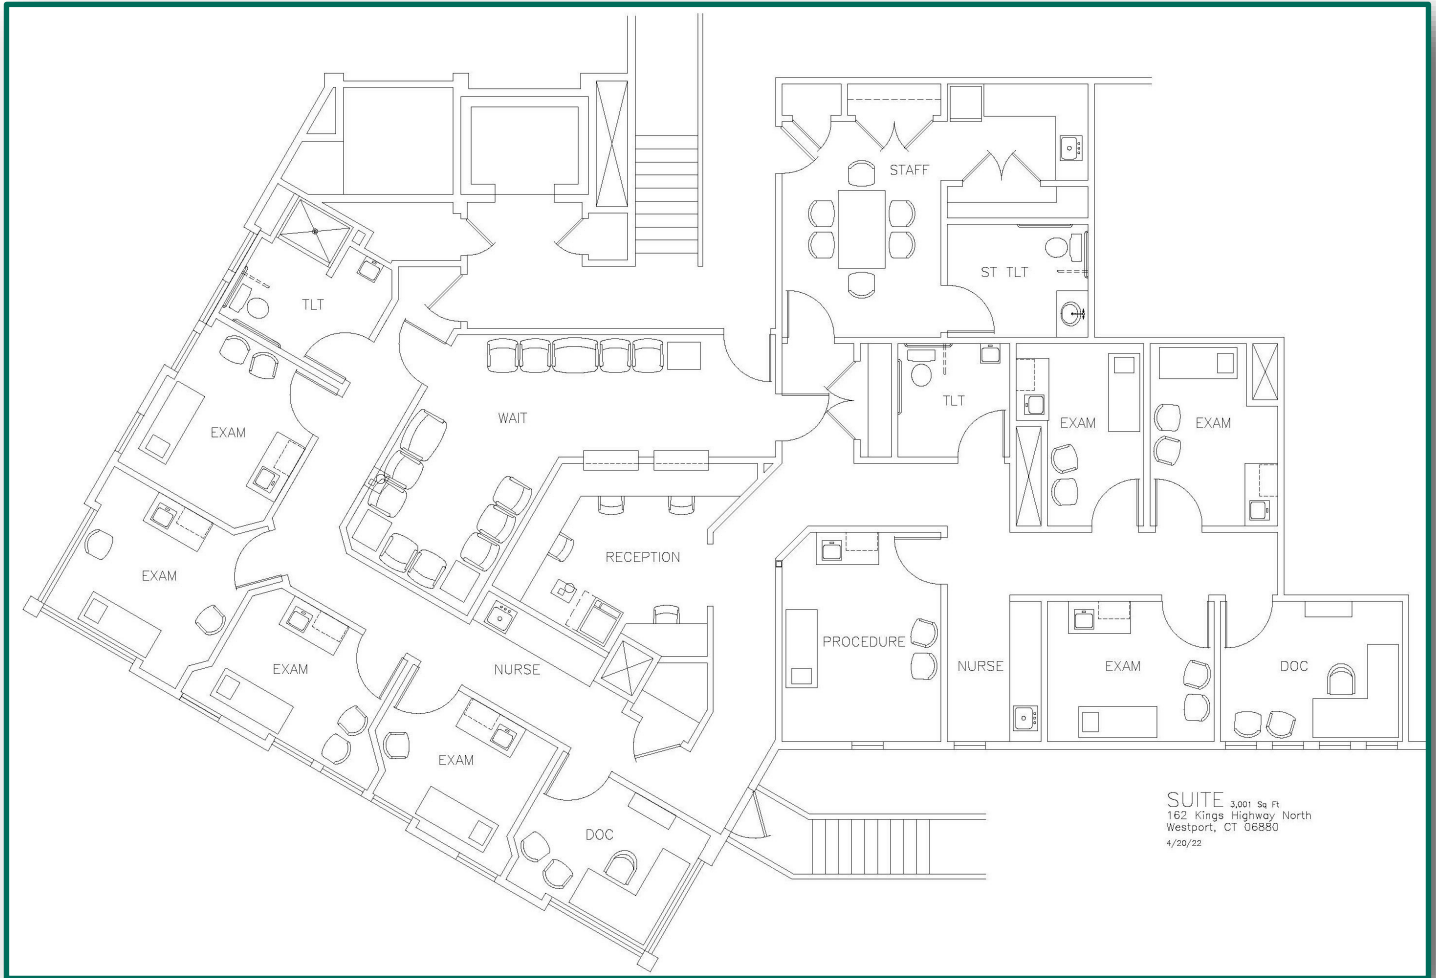 STAFF
ST TLT
TLT
TLT
WAIT
EXAM
EXAM
EXAM
EXAM
RECEPTION
EXAM
PROCEDURE
NURSE
NURSE
EXAM
DOC
EXAM
EXAM
DOC
SUITE 3,001 Sq Ft
162 Kings Highway North
Westport, CT 06880
4/20/22